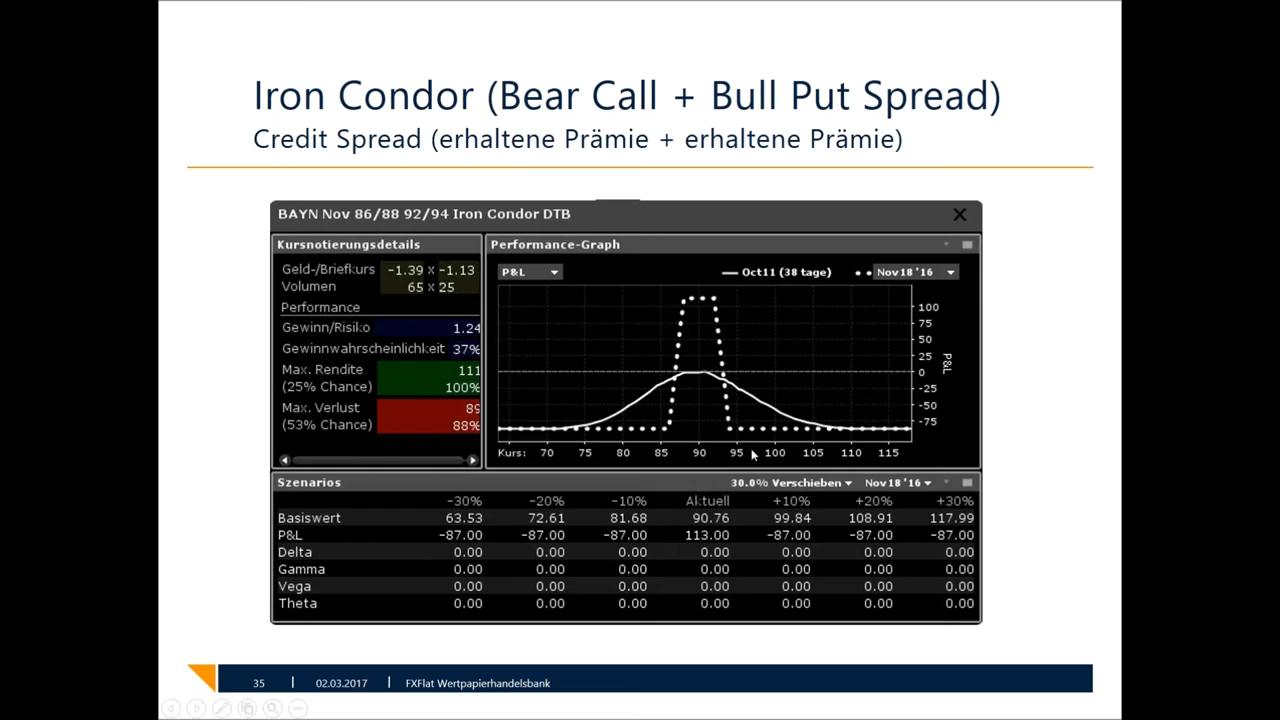 Iron Condor (Bear Call + Bull Put Spread)
Credit Spread (erhaltene Prämie + erhaltene Prämie)
BAYN Nov 86/88 92/94 Iron Condor DTB
Kursnotierungsdetails
Geld-/Briefkurs -1.39 x -1.13
Volumen 65 x 25
Performance
Gewinn/Risiko 1.24
Gewinnwahrscheinlichkeit 37%
Max. Rendite 111
(25% Chance) 100%
Max. Verlust 89
(53% Chance) 88%
Performance-Graph
P&L Oct11 (38 tage) Nov18 '16
100
75
50
25
0
-25
-50
-75
P&L
Kurs: 70 75 80 85 90 95 100 105 110 115
Szenarios 30.0% Verschieben Nov18 '16
-30% -20% -10% Aktuell +10% +20% +30%
Basiswert 63.53 72.61 81.68 90.76 99.84 108.91 117.99
P&L -87.00 -87.00 -87.00 113.00 -87.00 -87.00 -87.00
Delta 0.00 0.00 0.00 0.00 0.00 0.00 0.00
Gamma 0.00 0.00 0.00 0.00 0.00 0.00 0.00
Vega 0.00 0.00 0.00 0.00 0.00 0.00 0.00
Theta 0.00 0.00 0.00 0.00 0.00 0.00 0.00
35 | 02.03.2017 | FXFlat Wertpapierhandelsbank